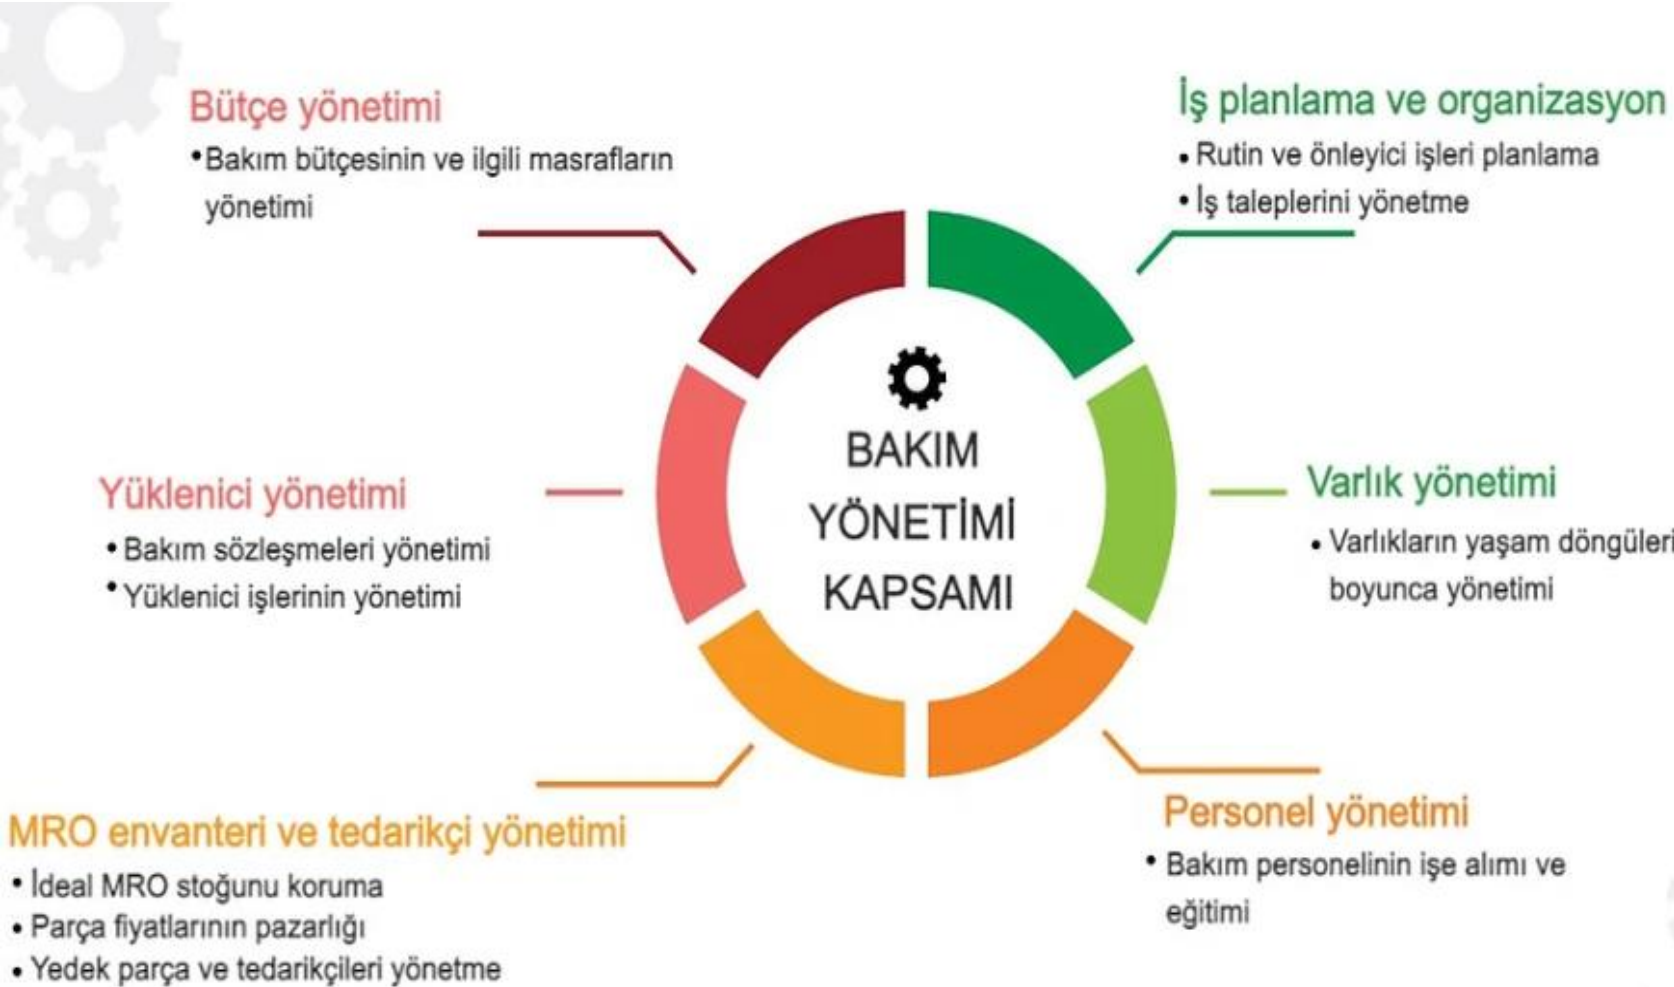 Bütçe yönetimi
•Bakım bütçesinin ve ilgili masrafların
yönetimi
İş planlama ve organizasyon
• Rutin ve önleyici işleri planlama
• İş taleplerini yönetme
BAKIM
YÖNETİMİ
KAPSAMI
Yüklenici yönetimi
• Bakım sözleşmeleri yönetimi
• Yüklenici işlerinin yönetimi
Varlık yönetimi
• Varlıkların yaşam döngüleri
boyunca yönetimi
MRO envanteri ve tedarikçi yönetimi
• İdeal MRO stoğunu koruma
• Parça fiyatlarının pazarlığı
• Yedek parça ve tedarikçileri yönetme
Personel yönetimi
• Bakım personelinin işe alımı ve
eğitimi